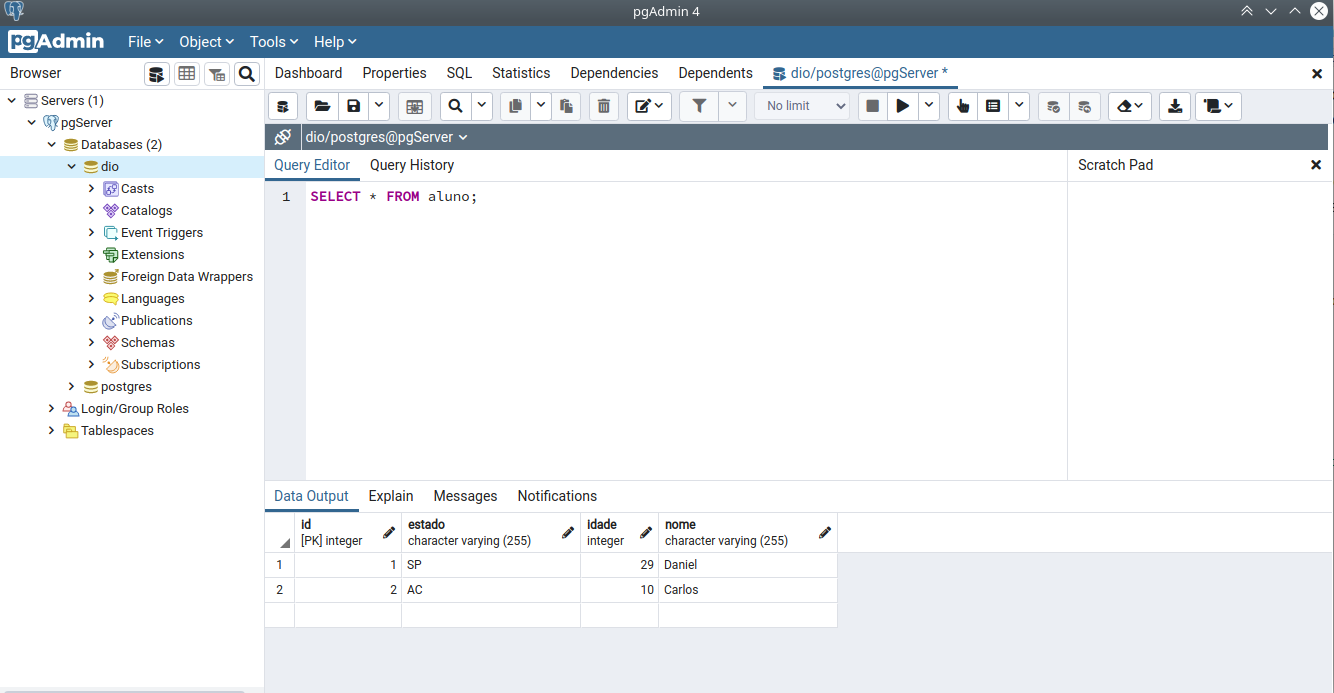 pgAdmin 4
pgAdmin File Object Tools Help
Browser
Dashboard Properties SQL Statistics Dependencies Dependents dio/postgres@pgServer *
Servers (1)
pgServer
Databases (2)
dio
Casts
Catalogs
Event Triggers
Extensions
Foreign Data Wrappers
Languages
Publications
Schemas
Subscriptions
postgres
Login/Group Roles
Tablespaces
No limit
dio/postgres@pgServer
Query Editor Query History
Scratch Pad
1 SELECT * FROM aluno;
Data Output Explain Messages Notifications
id estado idade nome
[PK] integer character varying (255) integer character varying (255)
1 1 SP 29 Daniel
2 2 AC 10 Carlos